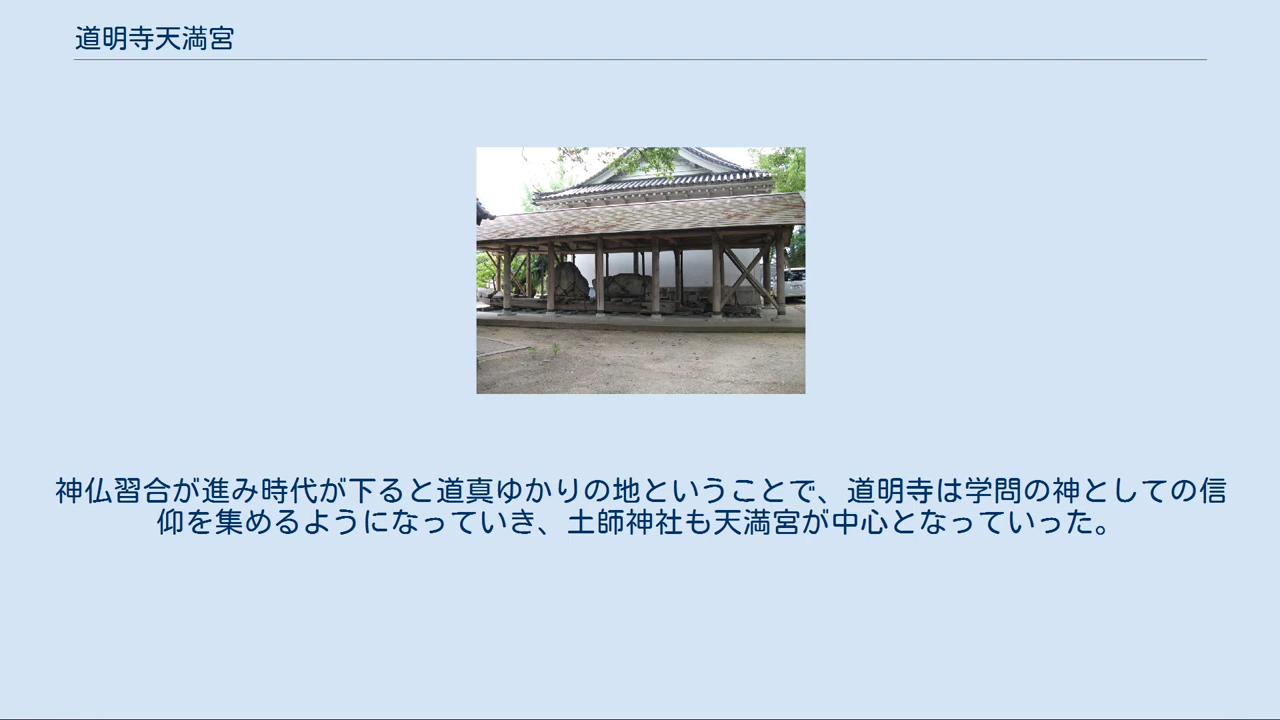 道明寺天満宮
神仏習合が進み時代が下ると道真ゆかりの地ということで、道明寺は学問の神としての信
仰を集めるようになっていき、土師神社も天満宮が中心となっていった。